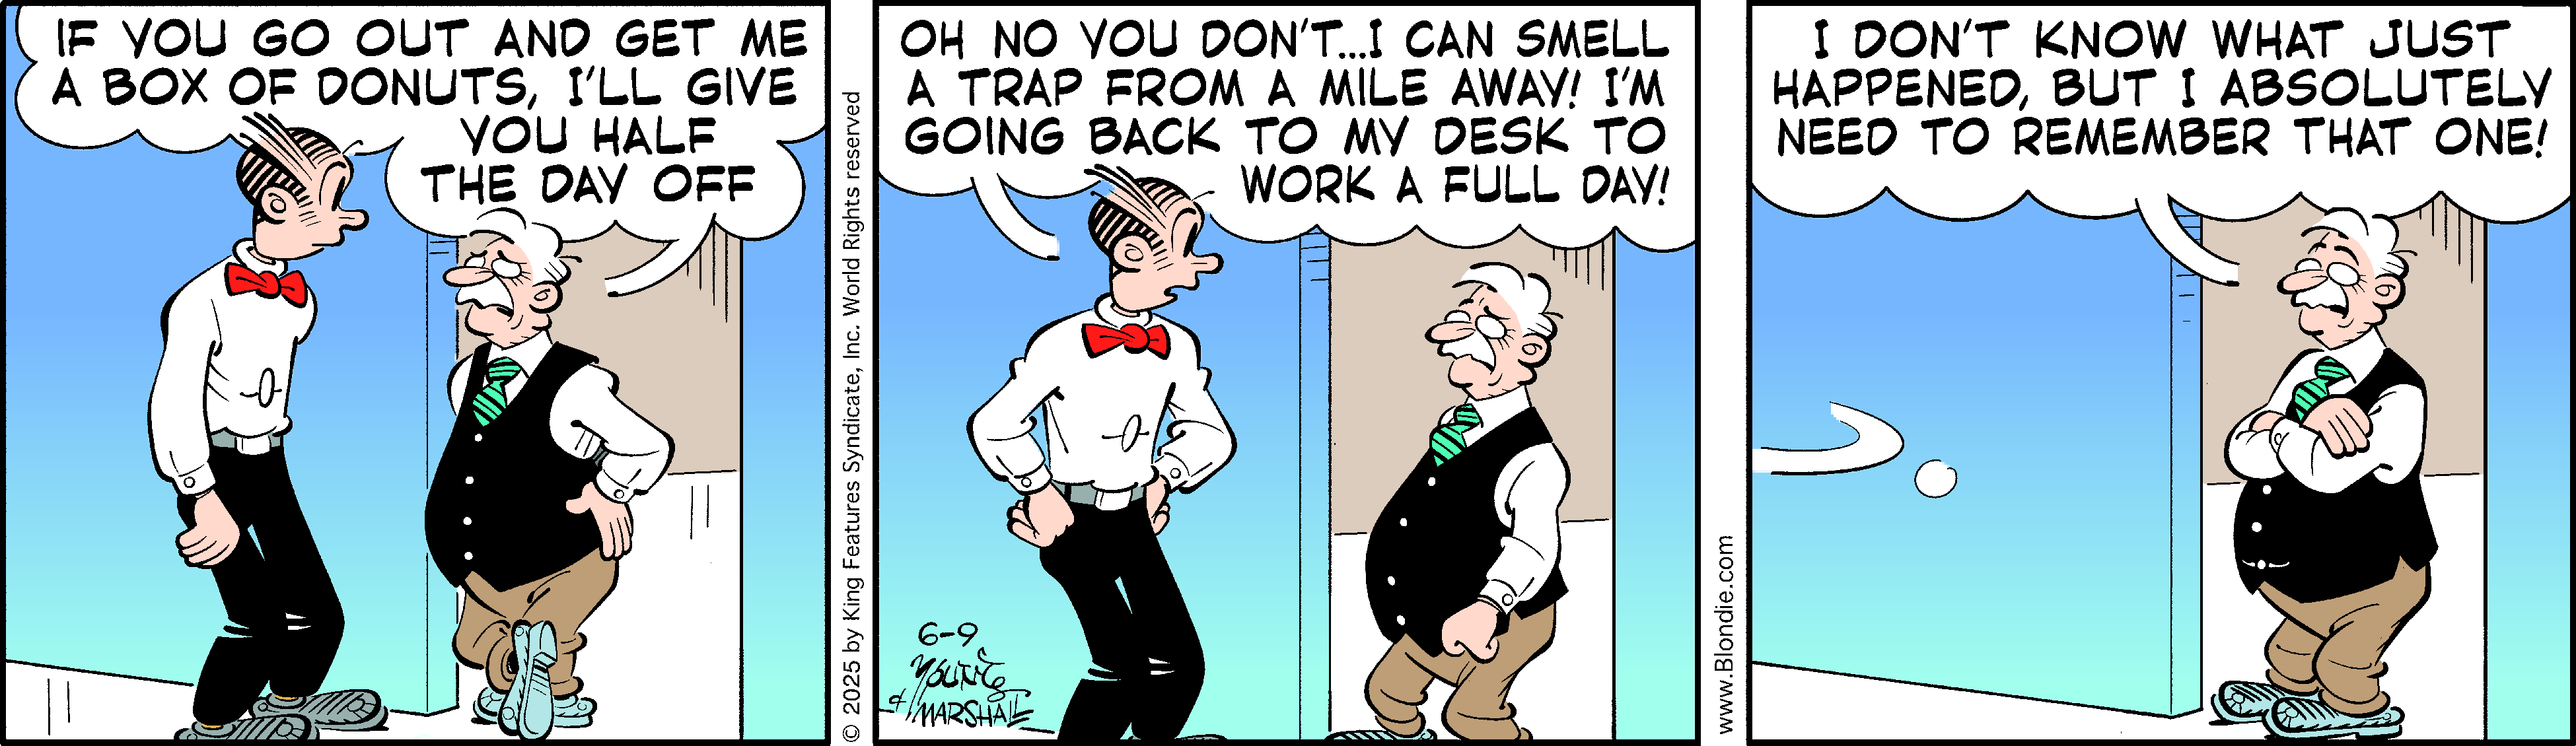 IF YOU GO OUT AND GET ME
A BOX OF DONUTS, I'LL GIVE
YOU HALF
THE DAY OFF
© 2025 by King Features Syndicate, Inc. World Rights reserved
OH NO YOU DON'T...I CAN SMELL
A TRAP FROM A MILE AWAY! I'M
GOING BACK TO MY DESK TO
WORK A FULL DAY!
6-9
YOUNG
& MARSHALL
www.Blondie.com
I DON'T KNOW WHAT JUST
HAPPENED, BUT I ABSOLUTELY
NEED TO REMEMBER THAT ONE!